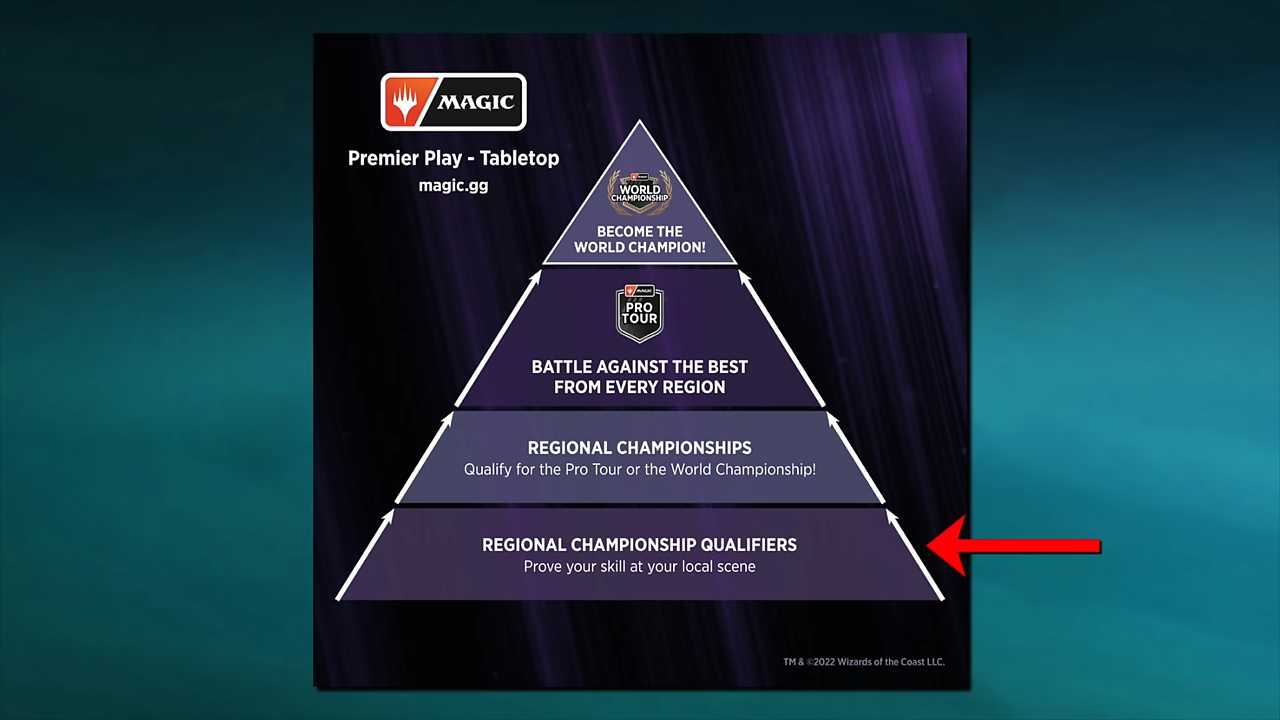 MAGIC
Premier Play - Tabletop
magic.gg
MAGIC
WORLD
CHAMPIONSHIP
BECOME THE
WORLD CHAMPION!
MAGIC
PRO
TOUR
BATTLE AGAINST THE BEST
FROM EVERY REGION
REGIONAL CHAMPIONSHIPS
Qualify for the Pro Tour or the World Championship!
REGIONAL CHAMPIONSHIP QUALIFIERS
Prove your skill at your local scene
TM & ©2022 Wizards of the Coast LLC.